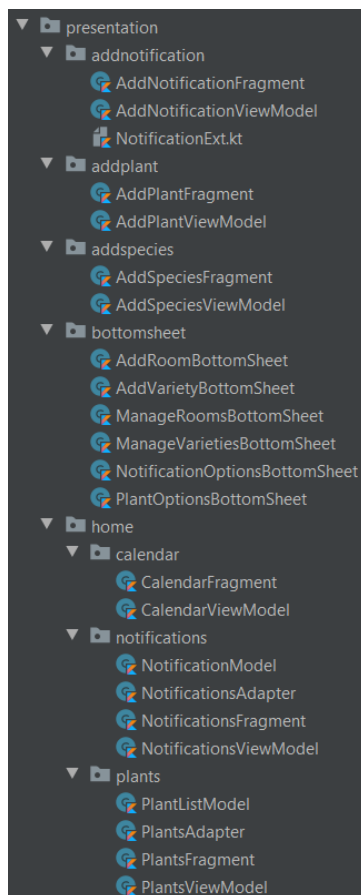 presentation
addnotification
AddNotificationFragment
AddNotificationViewModel
NotificationExt.kt
addplant
AddPlantFragment
AddPlantViewModel
addspecies
AddSpeciesFragment
AddSpeciesViewModel
bottomsheet
AddRoomBottomSheet
AddVarietyBottomSheet
ManageRoomsBottomSheet
ManageVarietiesBottomSheet
NotificationOptionsBottomSheet
PlantOptionsBottomSheet
home
calendar
CalendarFragment
CalendarViewModel
notifications
NotificationModel
NotificationsAdapter
NotificationsFragment
NotificationsViewModel
plants
PlantListModel
PlantsAdapter
PlantsFragment
PlantsViewModel